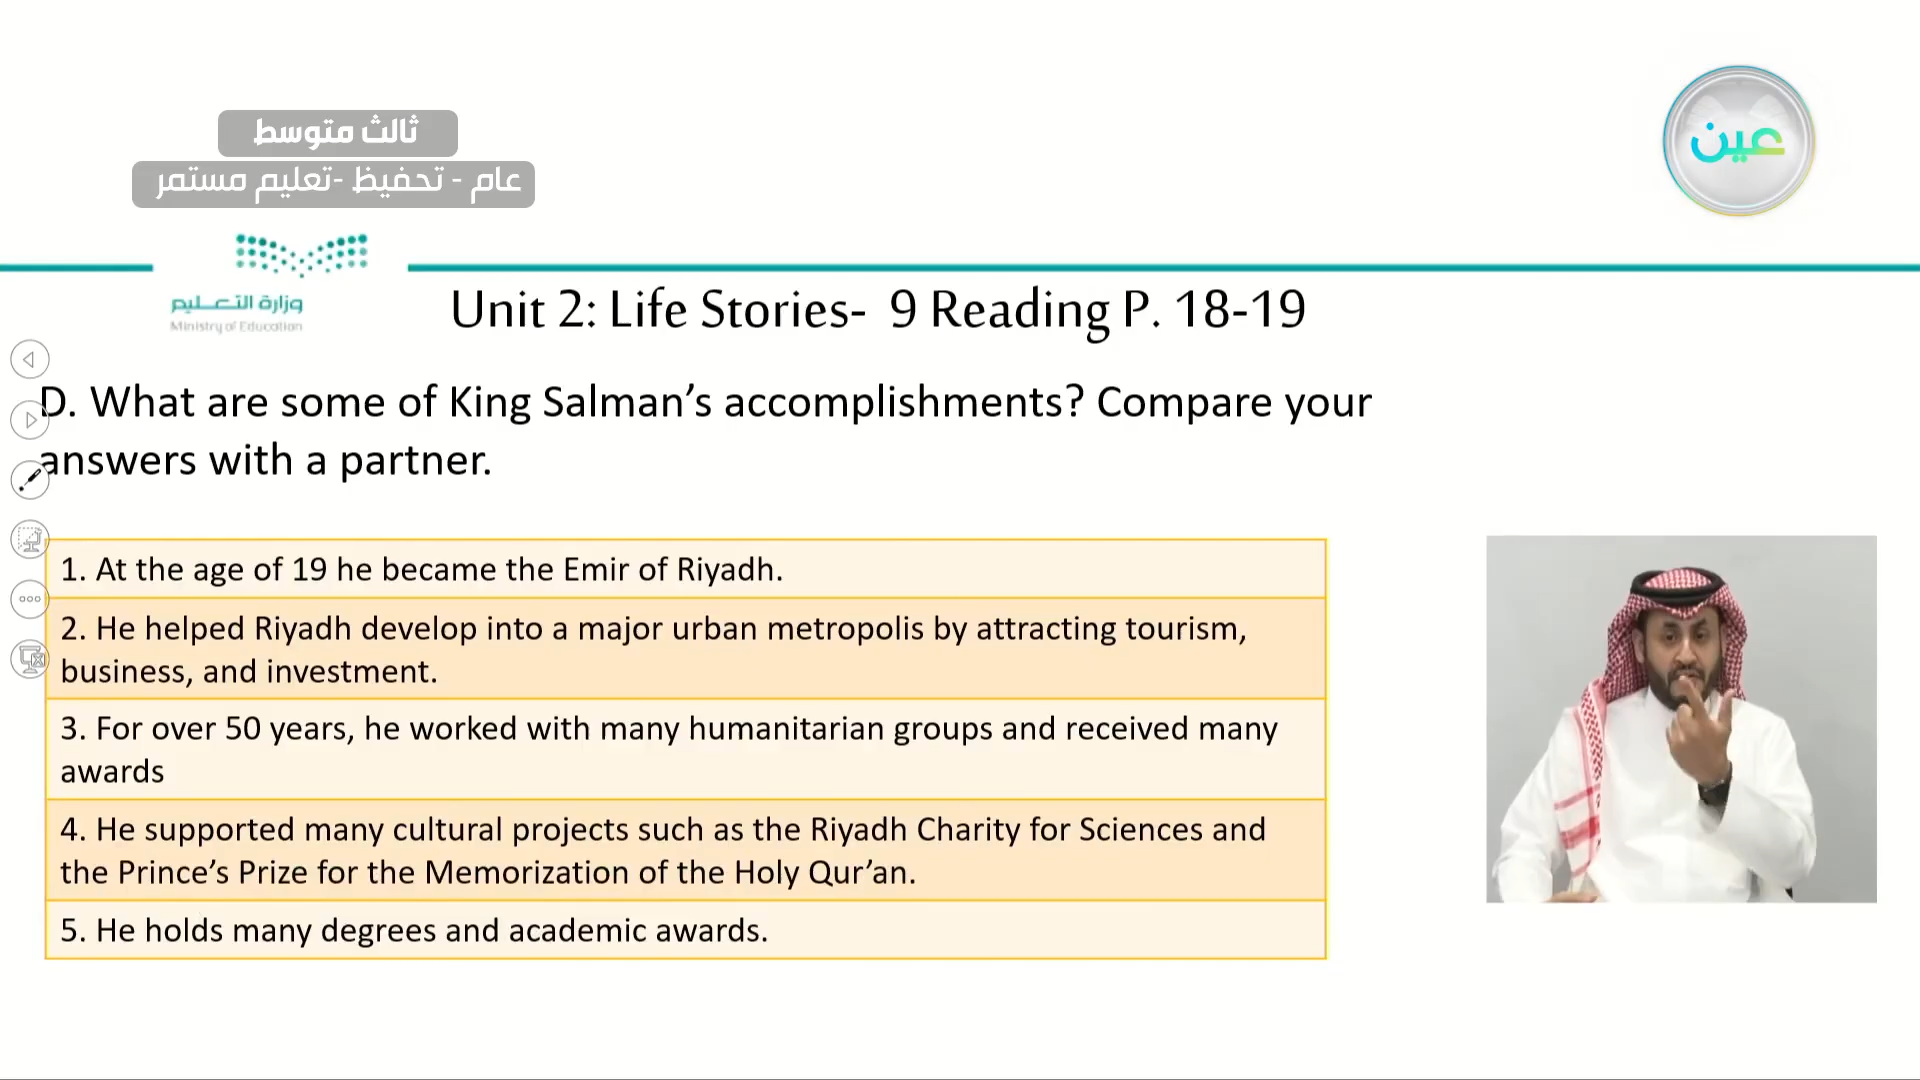 ثالث متوسط
عام - تحفيظ -تعليم مستمر
عين
وزارة التعليم
Ministry of Education
Unit 2: Life Stories- 9 Reading P. 18-19
D. What are some of King Salman’s accomplishments? Compare your
answers with a partner.
1. At the age of 19 he became the Emir of Riyadh.
2. He helped Riyadh develop into a major urban metropolis by attracting tourism,
business, and investment.
3. For over 50 years, he worked with many humanitarian groups and received many
awards
4. He supported many cultural projects such as the Riyadh Charity for Sciences and
the Prince’s Prize for the Memorization of the Holy Qur’an.
5. He holds many degrees and academic awards.